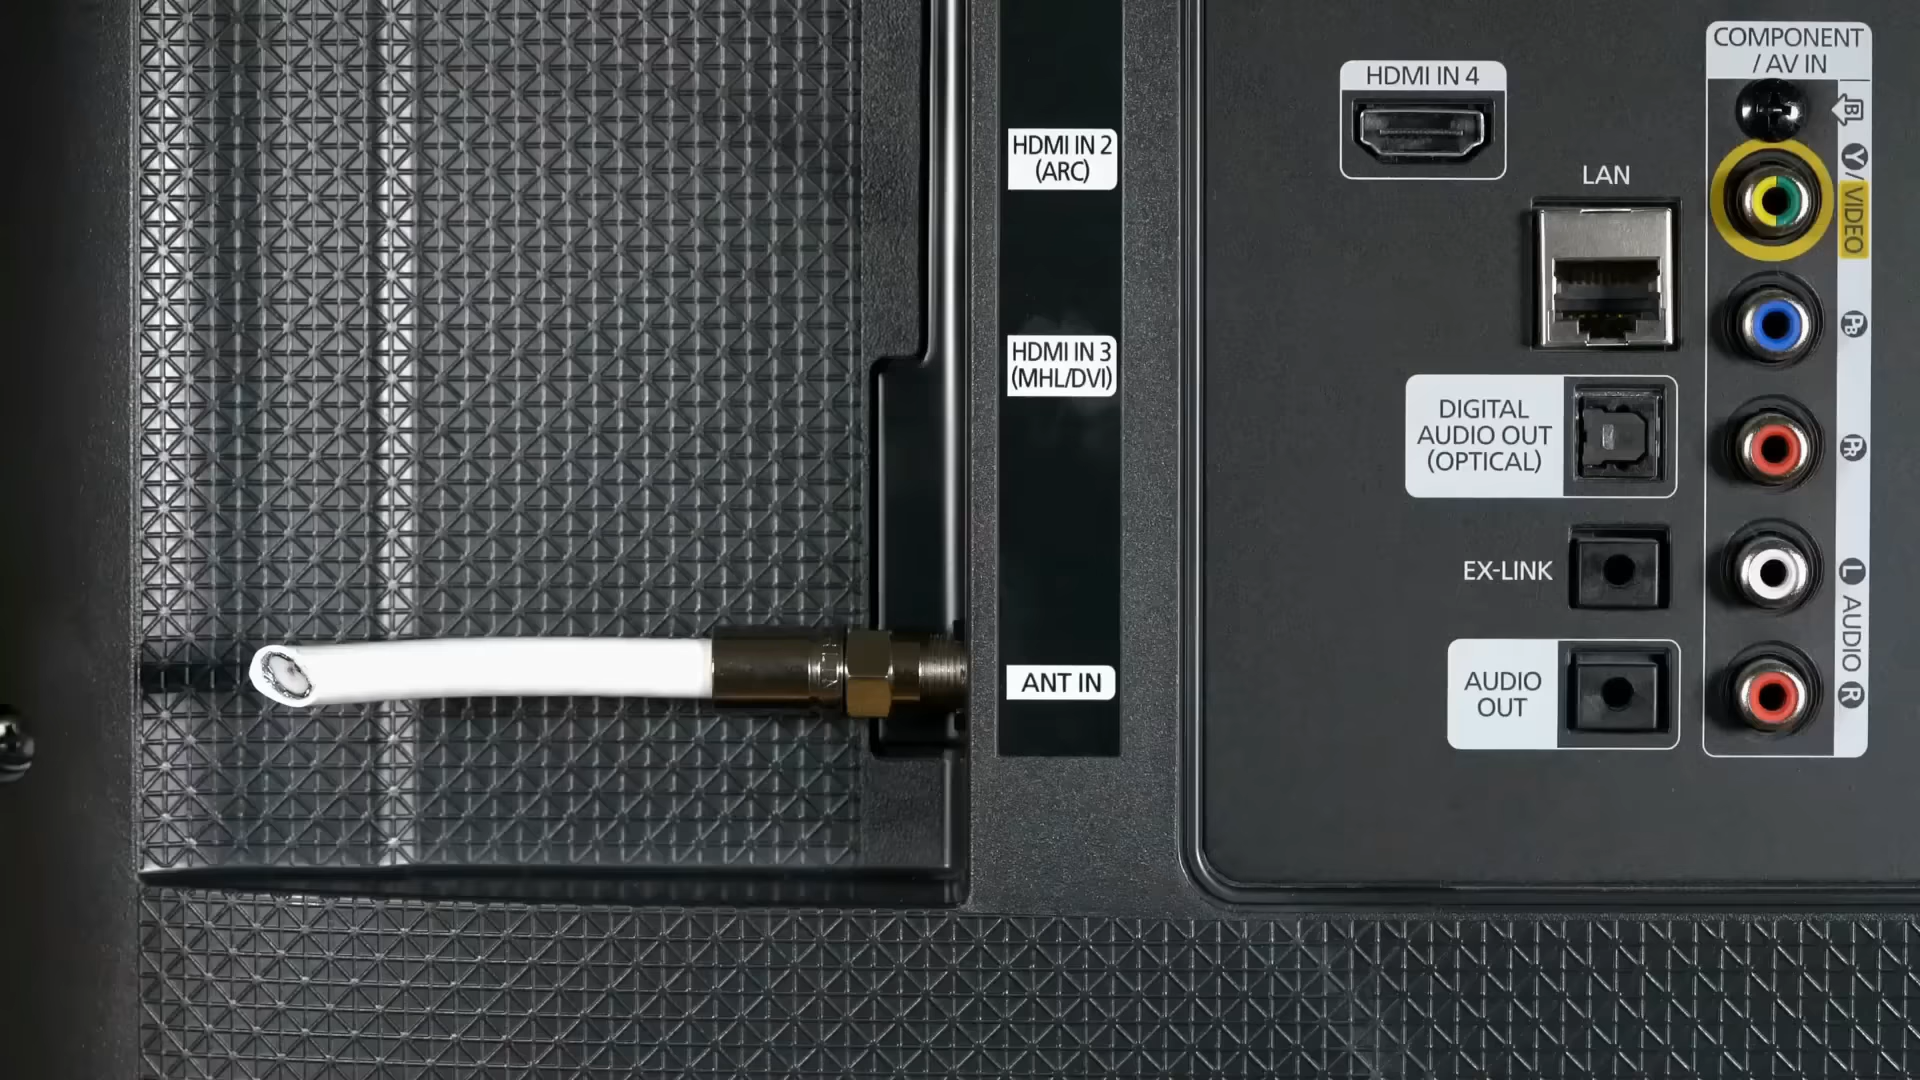 HDMI IN 2
(ARC)
HDMI IN 3
(MHL/DVI)
ANT IN
HDMI IN 4
LAN
DIGITAL
AUDIO OUT
(OPTICAL)
EX-LINK
AUDIO
OUT
COMPONENT
/ AV IN
B
Y/ VIDEO
PB
PR
L AUDIO R